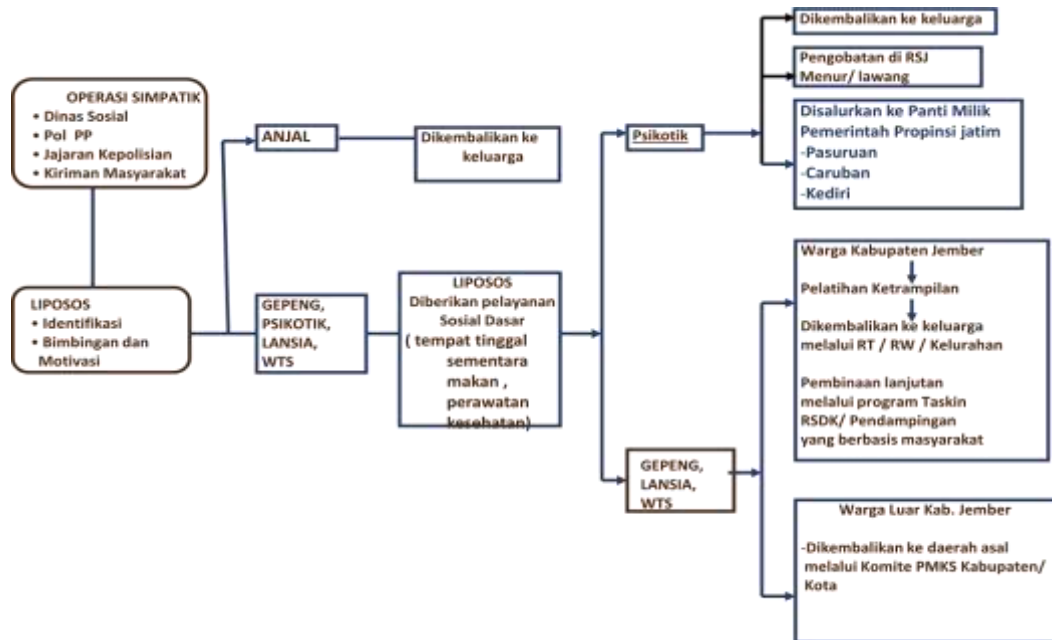 OPERASI SIMPATIK
• Dinas Sosial
• Pol PP
• Jajaran Kepolisian
• Kiriman Masyarakat
LIPOSOS
• Identifikasi
• Bimbingan dan
Motivasi
ANJAL
Dikembalikan ke
keluarga
GEPENG,
PSIKOTIK,
LANSIA,
WTS
LIPOSOS
Diberikan pelayanan
Sosial Dasar
( tempat tinggal
sementara
makan ,
perawatan
kesehatan)
Psikotik
Dikembalikan ke keluarga
Pengobatan di RSJ
Menur/ lawang
Disalurkan ke Panti Milik
Pemerintah Propinsi jatim
-Pasuruan
-Caruban
-Kediri
GEPENG,
LANSIA,
WTS
Warga Kabupaten Jember
Pelatihan Ketrampilan
Dikembalikan ke keluarga
melalui RT / RW / Kelurahan
Pembinaan lanjutan
melalui program Taskin
RSDK/ Pendampingan
yang berbasis masyarakat
Warga Luar Kab. Jember
-Dikembalikan ke daerah asal
melalui Komite PMKS Kabupaten/
Kota